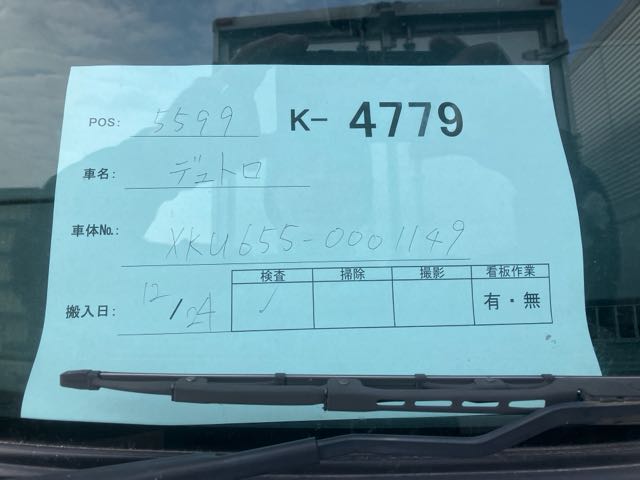 POS: 5599 K- 4779
車名: デュトロ
車体No.: XKU655-0001149
検査 掃除 撮影 看板作業
搬入日: 12/24 ✓ 有・無